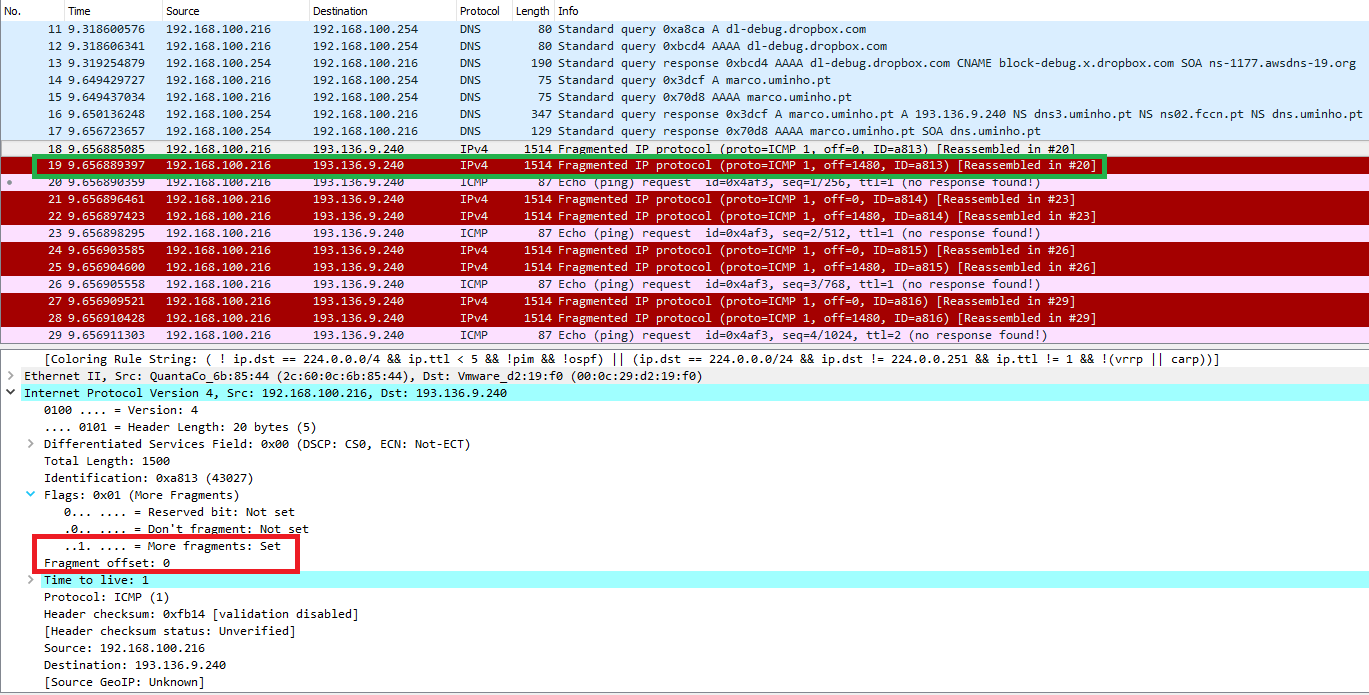 No. Time Source Destination Protocol Length Info
11 9.318600576 192.168.100.216 192.168.100.254 DNS 80 Standard query 0xa8ca A dl-debug.dropbox.com
12 9.318606341 192.168.100.216 192.168.100.254 DNS 80 Standard query 0xbcd4 AAAA dl-debug.dropbox.com
13 9.319254879 192.168.100.254 192.168.100.216 DNS 190 Standard query response 0xbcd4 AAAA dl-debug.dropbox.com CNAME block-debug.x.dropbox.com SOA ns-1177.awsdns-19.org
14 9.649429727 192.168.100.216 192.168.100.254 DNS 75 Standard query 0x3dcf A marco.uminho.pt
15 9.649437034 192.168.100.216 192.168.100.254 DNS 75 Standard query 0x70d8 AAAA marco.uminho.pt
16 9.650136248 192.168.100.254 192.168.100.216 DNS 347 Standard query response 0x3dcf A marco.uminho.pt A 193.136.9.240 NS dns3.uminho.pt NS ns02.fccn.pt NS dns.uminho.pt
17 9.656723657 192.168.100.254 192.168.100.216 DNS 129 Standard query response 0x70d8 AAAA marco.uminho.pt SOA dns.uminho.pt
18 9.656885085 192.168.100.216 193.136.9.240 IPv4 1514 Fragmented IP protocol (proto=ICMP 1, off=0, ID=a813) [Reassembled in #20]
19 9.656889397 192.168.100.216 193.136.9.240 IPv4 1514 Fragmented IP protocol (proto=ICMP 1, off=1480, ID=a813) [Reassembled in #20]
20 9.656890359 192.168.100.216 193.136.9.240 ICMP 87 Echo (ping) request id=0x4af3, seq=1/256, ttl=1 (no response found!)
21 9.656896461 192.168.100.216 193.136.9.240 IPv4 1514 Fragmented IP protocol (proto=ICMP 1, off=0, ID=a814) [Reassembled in #23]
22 9.656897423 192.168.100.216 193.136.9.240 IPv4 1514 Fragmented IP protocol (proto=ICMP 1, off=1480, ID=a814) [Reassembled in #23]
23 9.656898295 192.168.100.216 193.136.9.240 ICMP 87 Echo (ping) request id=0x4af3, seq=2/512, ttl=1 (no response found!)
24 9.656903585 192.168.100.216 193.136.9.240 IPv4 1514 Fragmented IP protocol (proto=ICMP 1, off=0, ID=a815) [Reassembled in #26]
25 9.656904600 192.168.100.216 193.136.9.240 IPv4 1514 Fragmented IP protocol (proto=ICMP 1, off=1480, ID=a815) [Reassembled in #26]
26 9.656905558 192.168.100.216 193.136.9.240 ICMP 87 Echo (ping) request id=0x4af3, seq=3/768, ttl=1 (no response found!)
27 9.656909521 192.168.100.216 193.136.9.240 IPv4 1514 Fragmented IP protocol (proto=ICMP 1, off=0, ID=a816) [Reassembled in #29]
28 9.656910428 192.168.100.216 193.136.9.240 IPv4 1514 Fragmented IP protocol (proto=ICMP 1, off=1480, ID=a816) [Reassembled in #29]
29 9.656911303 192.168.100.216 193.136.9.240 ICMP 87 Echo (ping) request id=0x4af3, seq=4/1024, ttl=2 (no response found!)
[Coloring Rule String: ( ! ip.dst == 224.0.0.0/4 && ip.ttl < 5 && !pim && !ospf) || (ip.dst == 224.0.0.0/24 && ip.dst != 224.0.0.251 && ip.ttl != 1 && !(vrrp || carp))]
Ethernet II, Src: QuantaCo_6b:85:44 (2c:60:0c:6b:85:44), Dst: Vmware_d2:19:f0 (00:0c:29:d2:19:f0)
Internet Protocol Version 4, Src: 192.168.100.216, Dst: 193.136.9.240
0100 .... = Version: 4
.... 0101 = Header Length: 20 bytes (5)
Differentiated Services Field: 0x00 (DSCP: CS0, ECN: Not-ECT)
Total Length: 1500
Identification: 0xa813 (43027)
Flags: 0x01 (More Fragments)
0... .... = Reserved bit: Not set
.0.. .... = Don't fragment: Not set
..1. .... = More fragments: Set
Fragment offset: 0
Time to live: 1
Protocol: ICMP (1)
Header checksum: 0xfb14 [validation disabled]
[Header checksum status: Unverified]
Source: 192.168.100.216
Destination: 193.136.9.240
[Source GeoIP: Unknown]